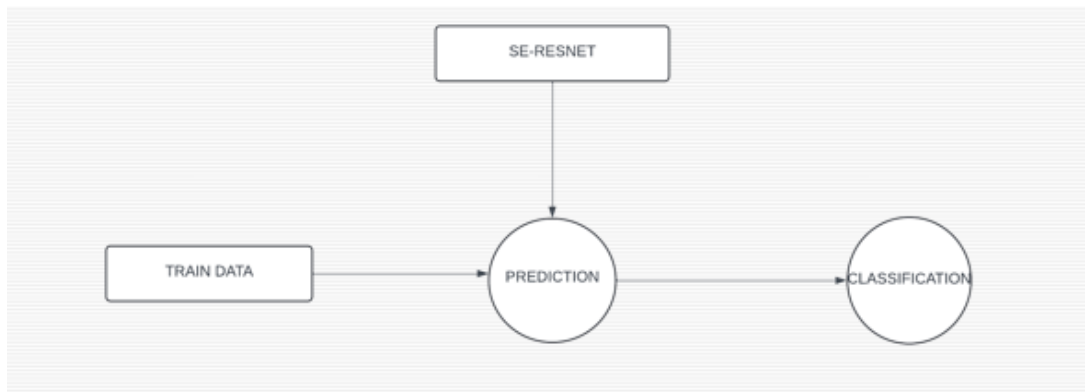 SE-RESNET
TRAIN DATA
PREDICTION
CLASSIFICATION